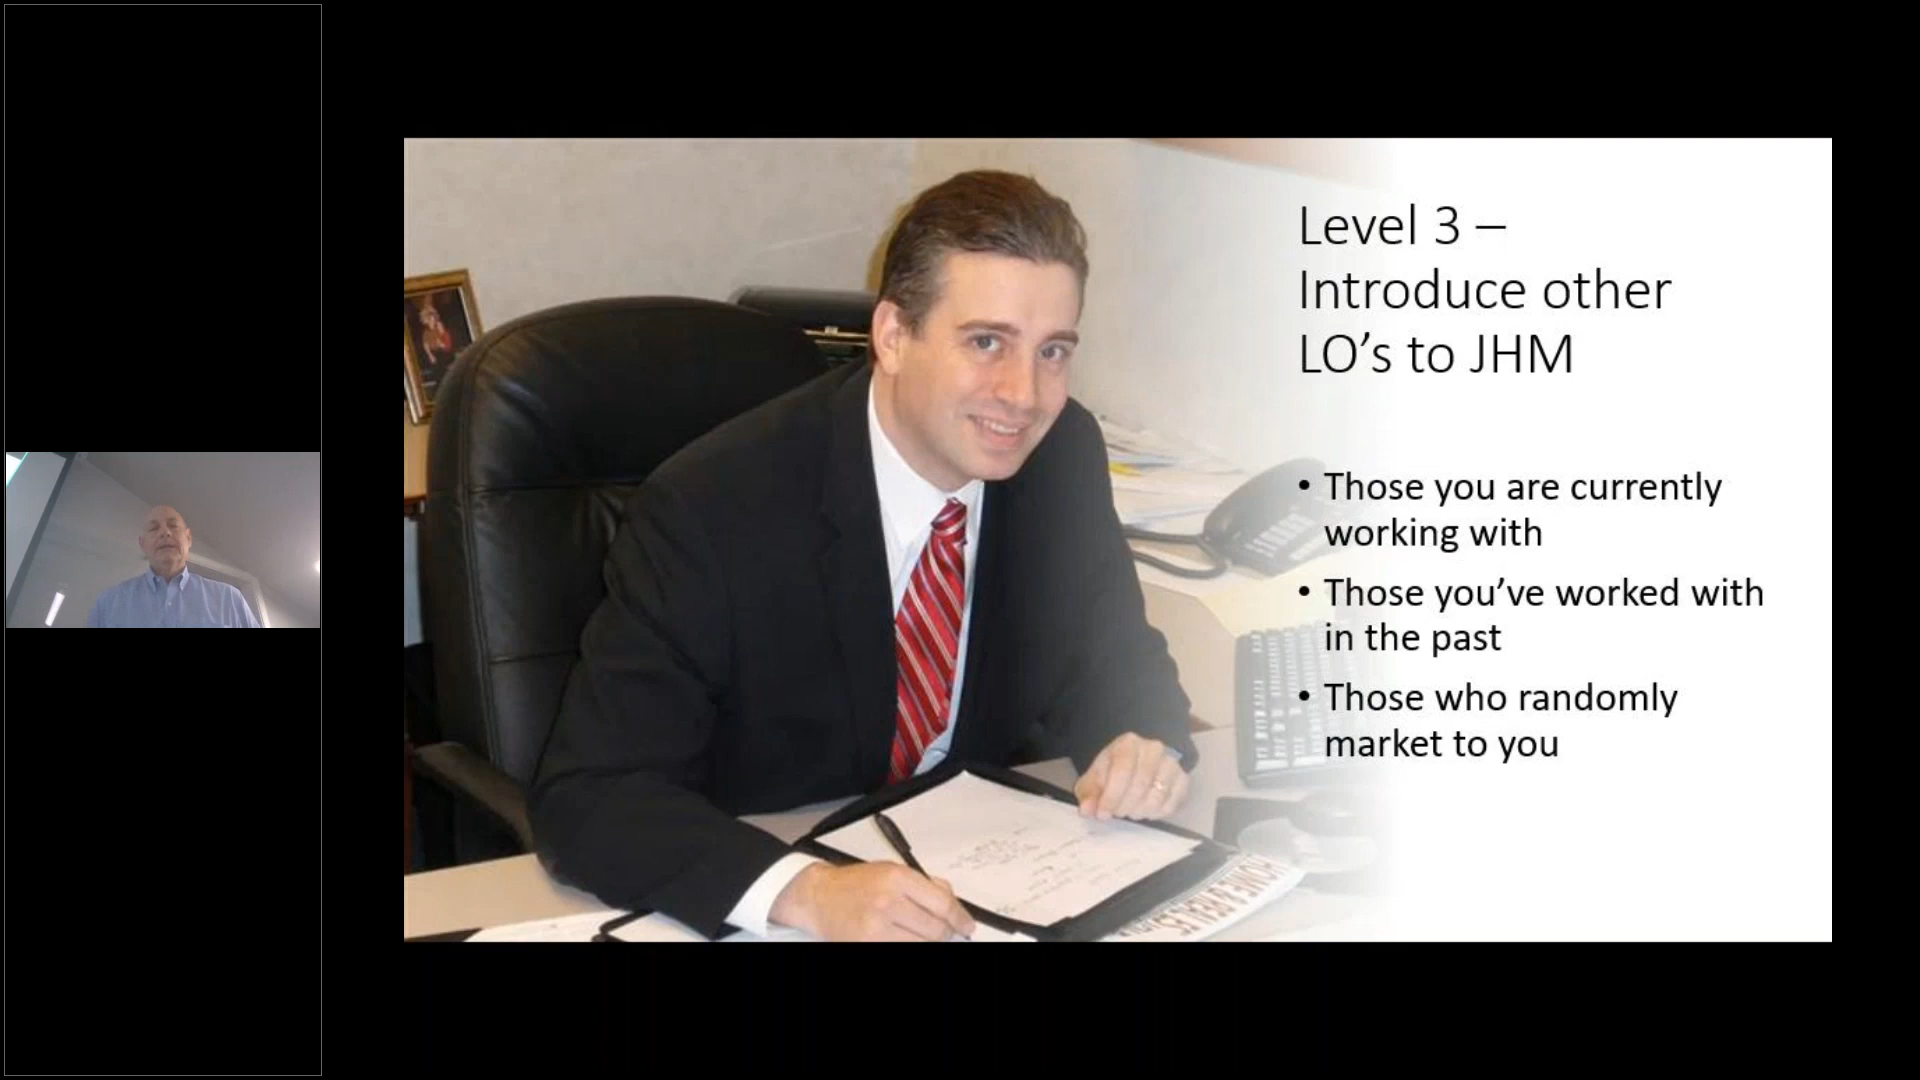 Level 3 –
Introduce other
LO’s to JHM
• Those you are currently
working with
• Those you’ve worked with
in the past
• Those who randomly
market to you